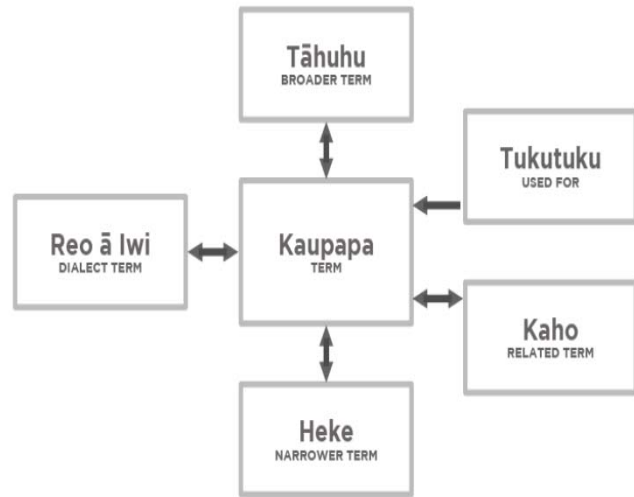 Tāhuhu
BROADER TERM
Tukutuku
USED FOR
Reo ā Iwi
DIALECT TERM
Kaupapa
TERM
Kaho
RELATED TERM
Heke
NARROWER TERM